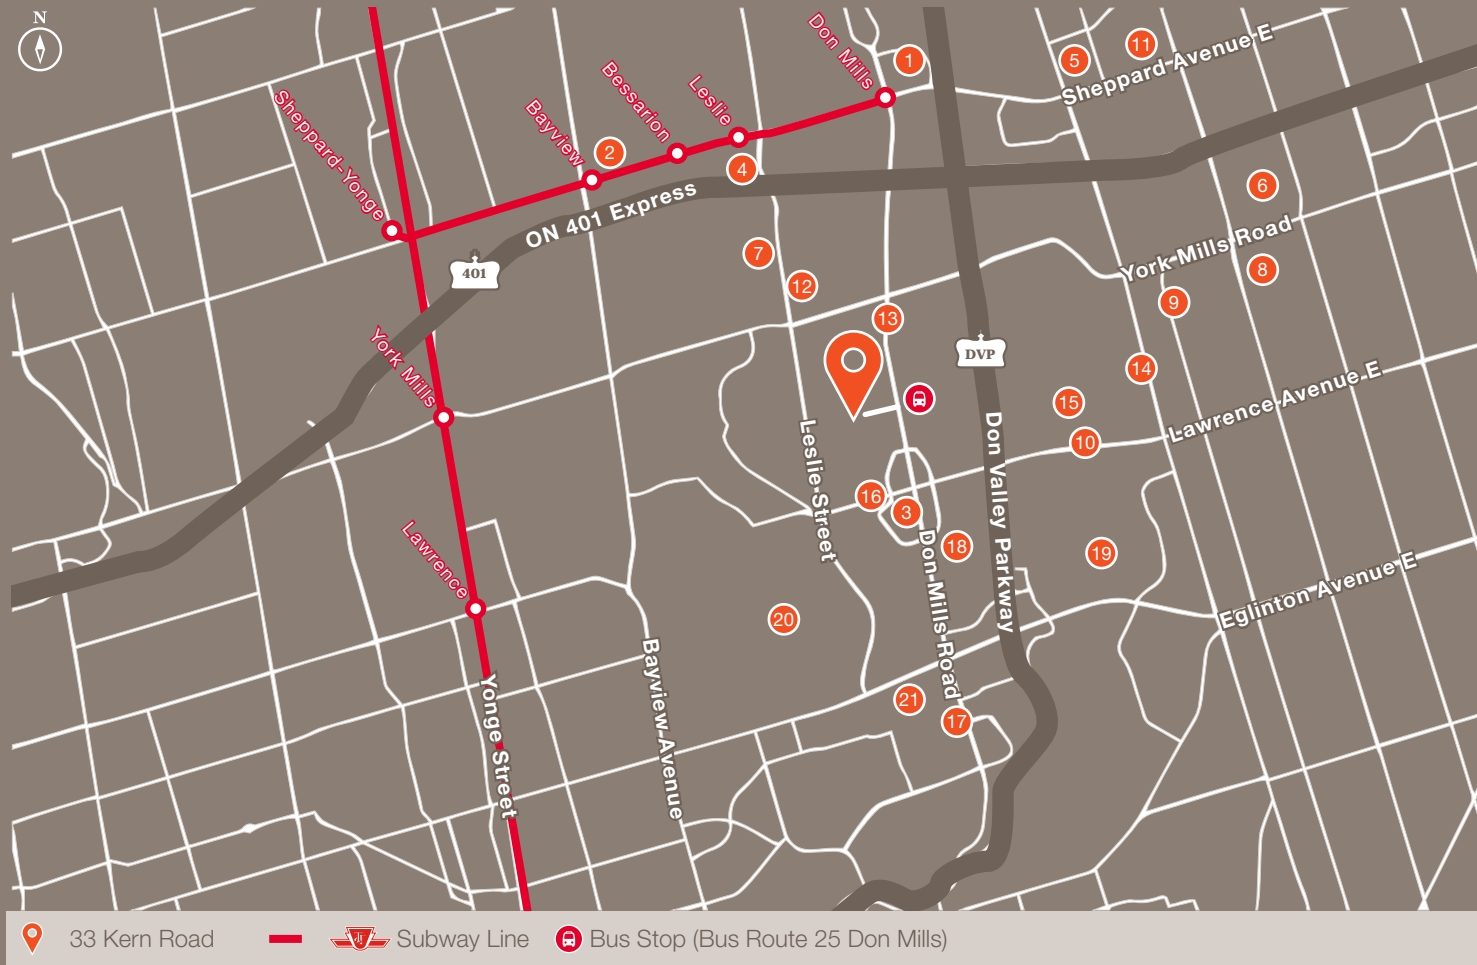 N
Don Mills
1
5
11
Sheppard Avenue E
Bessarion
Leslie
Sheppard-Yonge
Bayview
2
4
6
ON 401 Express
401
7
York Mills Road
8
12
9
13
York Mills
DVP
14
Lawrence Avenue E
15
10
Leslie Street
Don Valley Parkway
16
3
Lawrence
18
19
Don Mills Road
Eglinton Avenue E
20
Bayview Avenue
Yonge Street
21
17
33 Kern Road
Subway Line
Bus Stop (Bus Route 25 Don Mills)